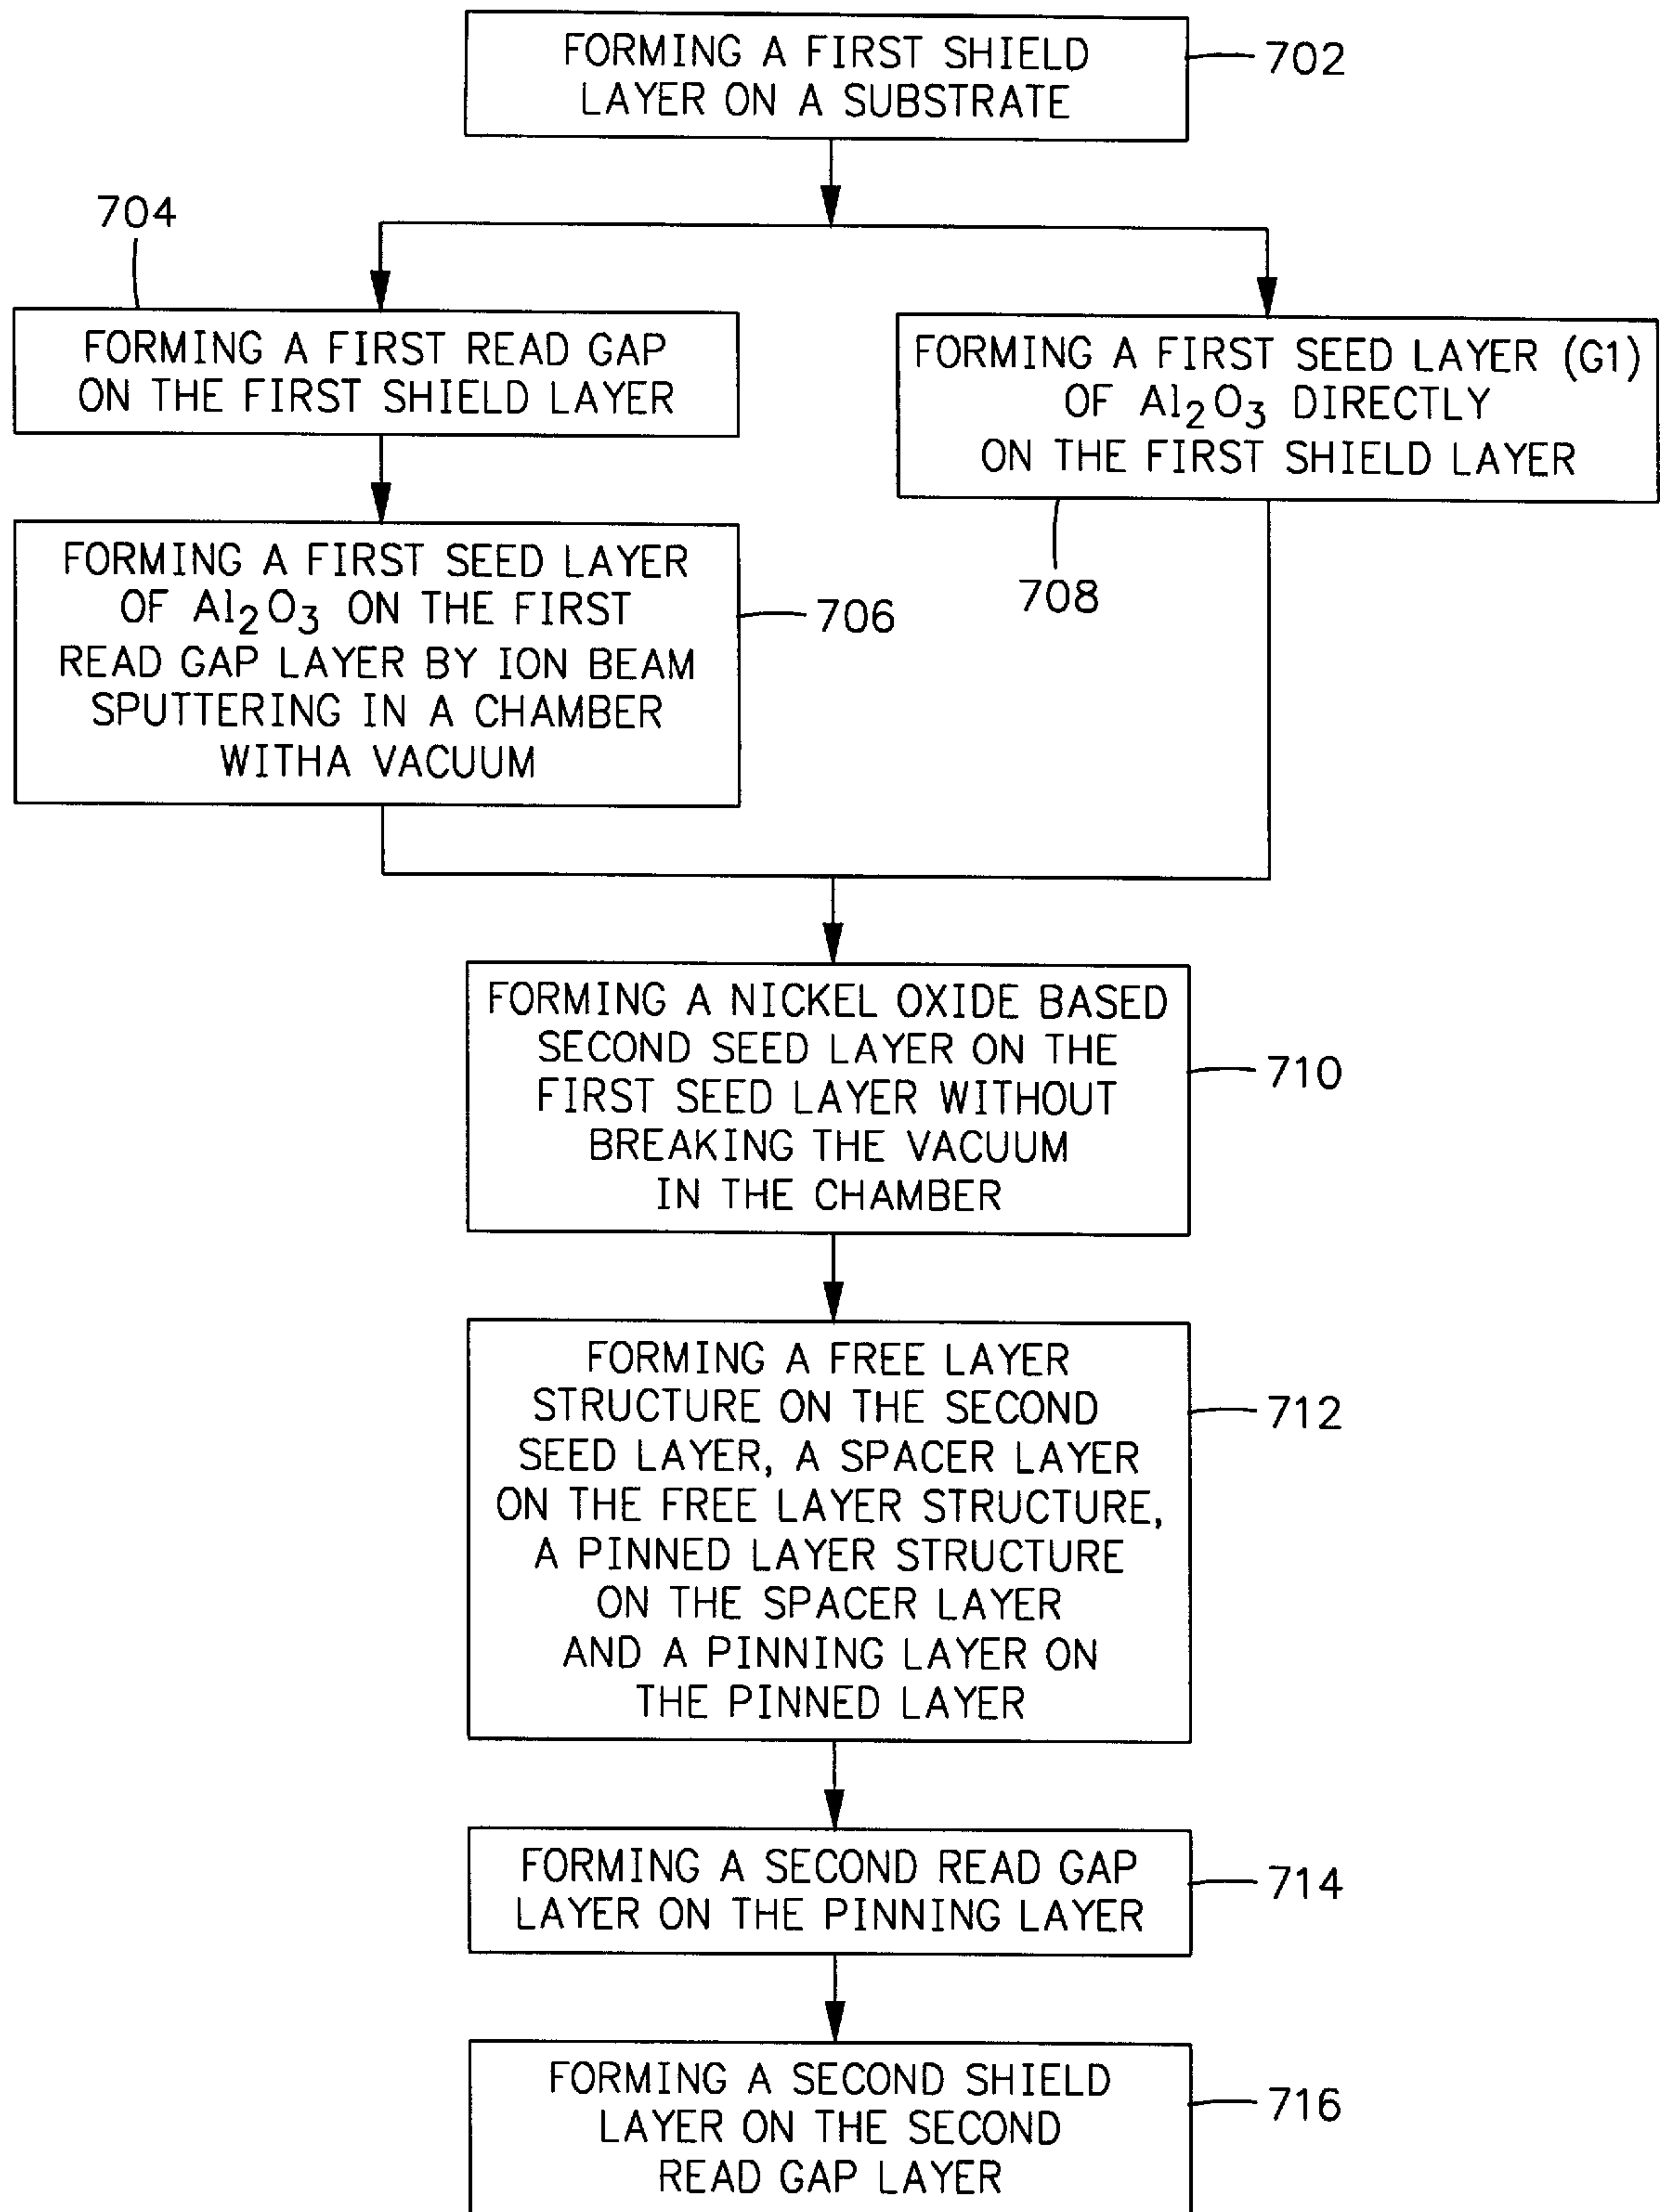 FORMING A FIRST SHIELD
LAYER ON A SUBSTRATE
702
704
FORMING A FIRST READ GAP
ON THE FIRST SHIELD LAYER
FORMING A FIRST SEED LAYER (G1)
OF Al2O3 DIRECTLY
ON THE FIRST SHIELD LAYER
708
FORMING A FIRST SEED LAYER
OF Al2O3 ON THE FIRST
READ GAP LAYER BY ION BEAM
SPUTTERING IN A CHAMBER
WITHA VACUUM
706
FORMING A NICKEL OXIDE BASED
SECOND SEED LAYER ON THE
FIRST SEED LAYER WITHOUT
BREAKING THE VACUUM
IN THE CHAMBER
710
FORMING A FREE LAYER
STRUCTURE ON THE SECOND
SEED LAYER, A SPACER LAYER
ON THE FREE LAYER STRUCTURE,
A PINNED LAYER STRUCTURE
ON THE SPACER LAYER
AND A PINNING LAYER ON
THE PINNED LAYER
712
FORMING A SECOND READ GAP
LAYER ON THE PINNING LAYER
714
FORMING A SECOND SHIELD
LAYER ON THE SECOND
READ GAP LAYER
716